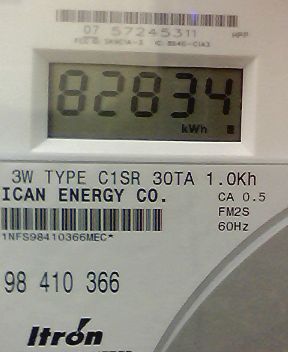 07 57245311
82834
kWh
3W TYPE C1SR 30TA 1.0Kh
ICAN ENERGY CO.
CA 0.5
FM2S
60Hz
1NFS98410366MEC*
98 410 366
Itrón